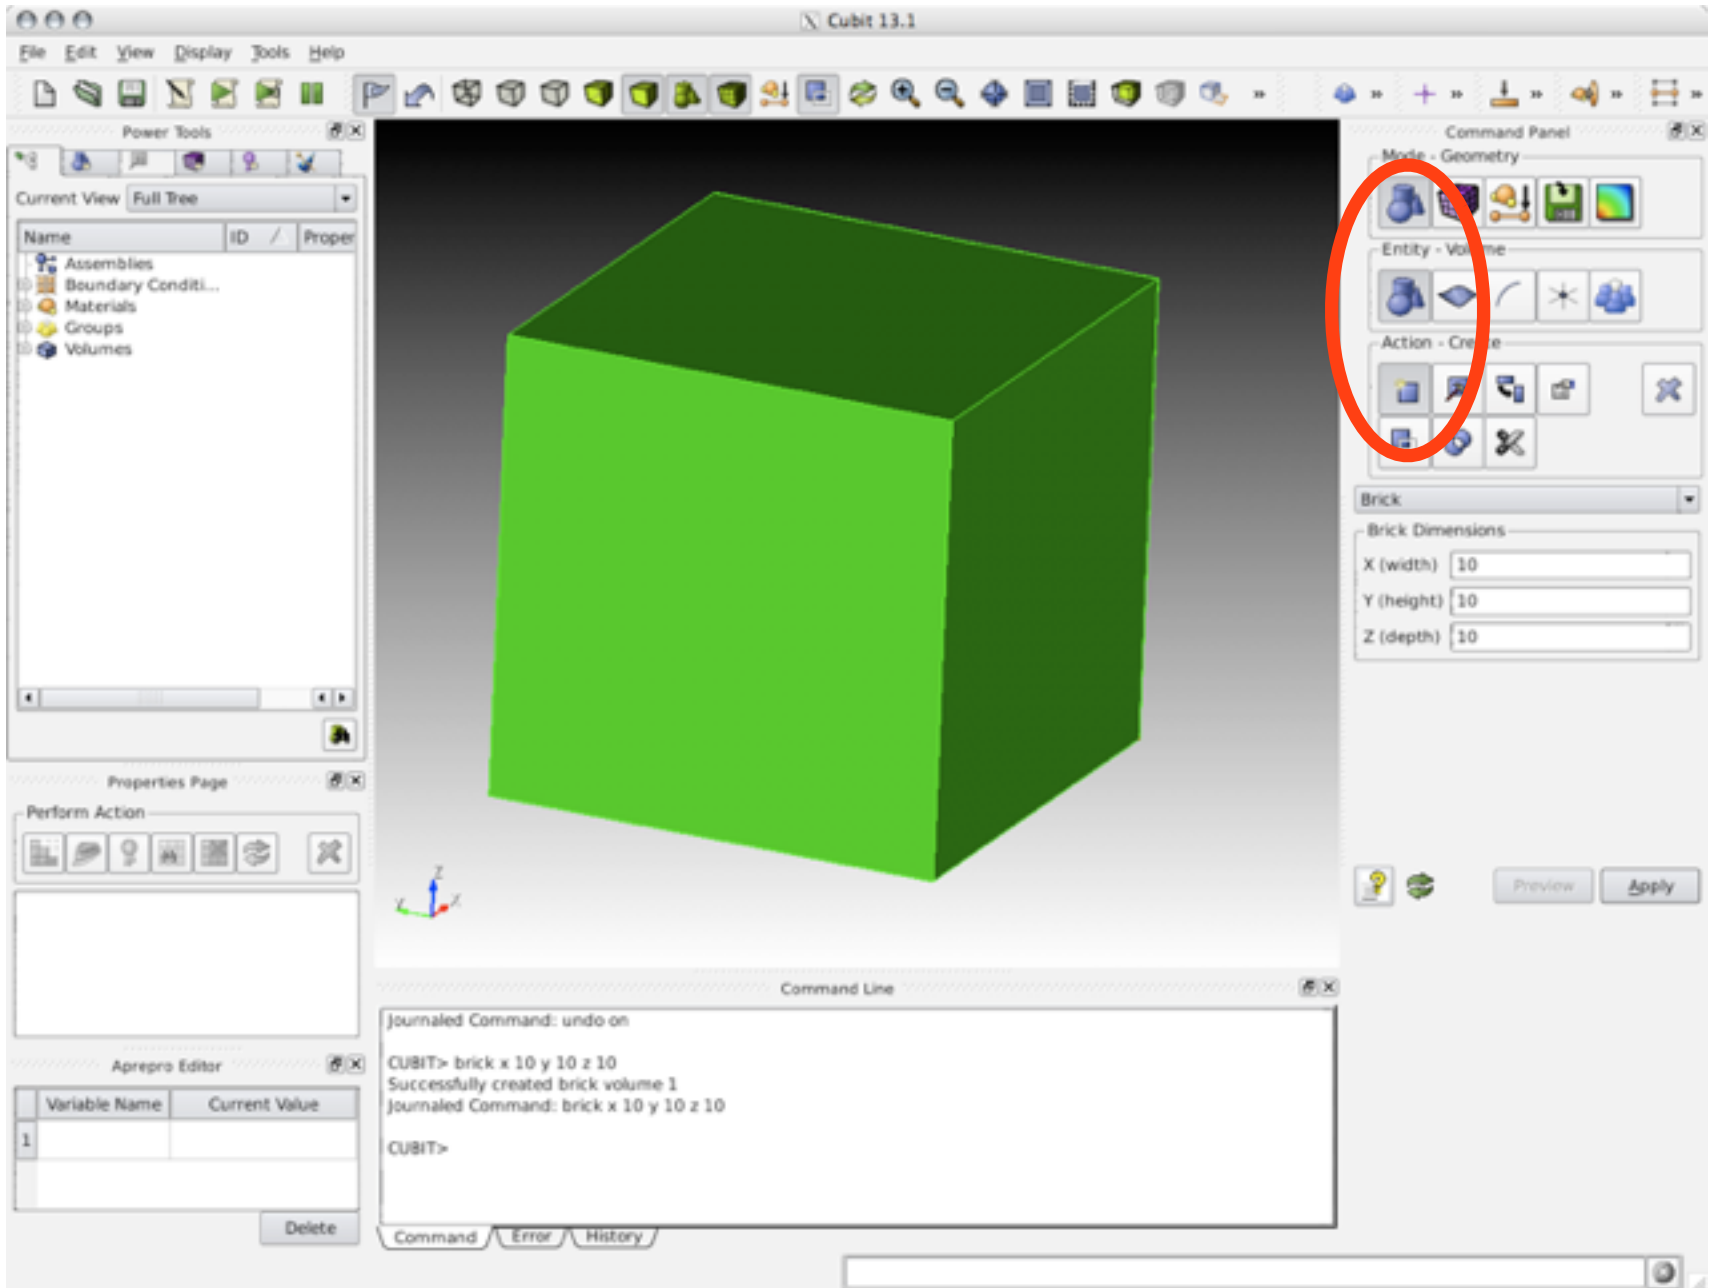 Cubit 13.1
File Edit View Display Tools Help
Power Tools
Current View Full Tree
Name ID Proper
Assemblies
Boundary Conditi...
Materials
Groups
Volumes
Properties Page
Perform Action
Aprepro Editor
Variable Name Current Value
1
Delete
Z
Y
X
Command Line
Journaled Command: undo on
CUBIT> brick x 10 y 10 z 10
Successfully created brick volume 1
Journaled Command: brick x 10 y 10 z 10
CUBIT>
Command Error History
Command Panel
Mode - Geometry
Entity - Volume
Action - Create
Brick
Brick Dimensions
X (width) 10
Y (height) 10
Z (depth) 10
Preview Apply